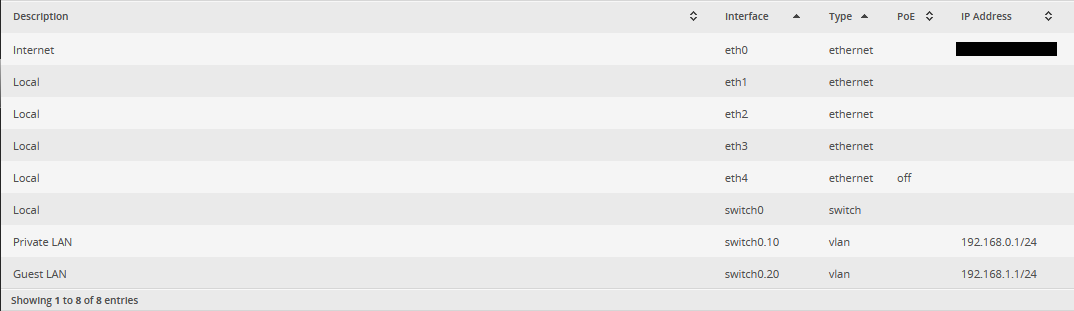 Description Interface Type PoE IP Address
Internet eth0 ethernet
Local eth1 ethernet
Local eth2 ethernet
Local eth3 ethernet
Local eth4 ethernet off
Local switch0 switch
Private LAN switch0.10 vlan 192.168.0.1/24
Guest LAN switch0.20 vlan 192.168.1.1/24
Showing 1 to 8 of 8 entries